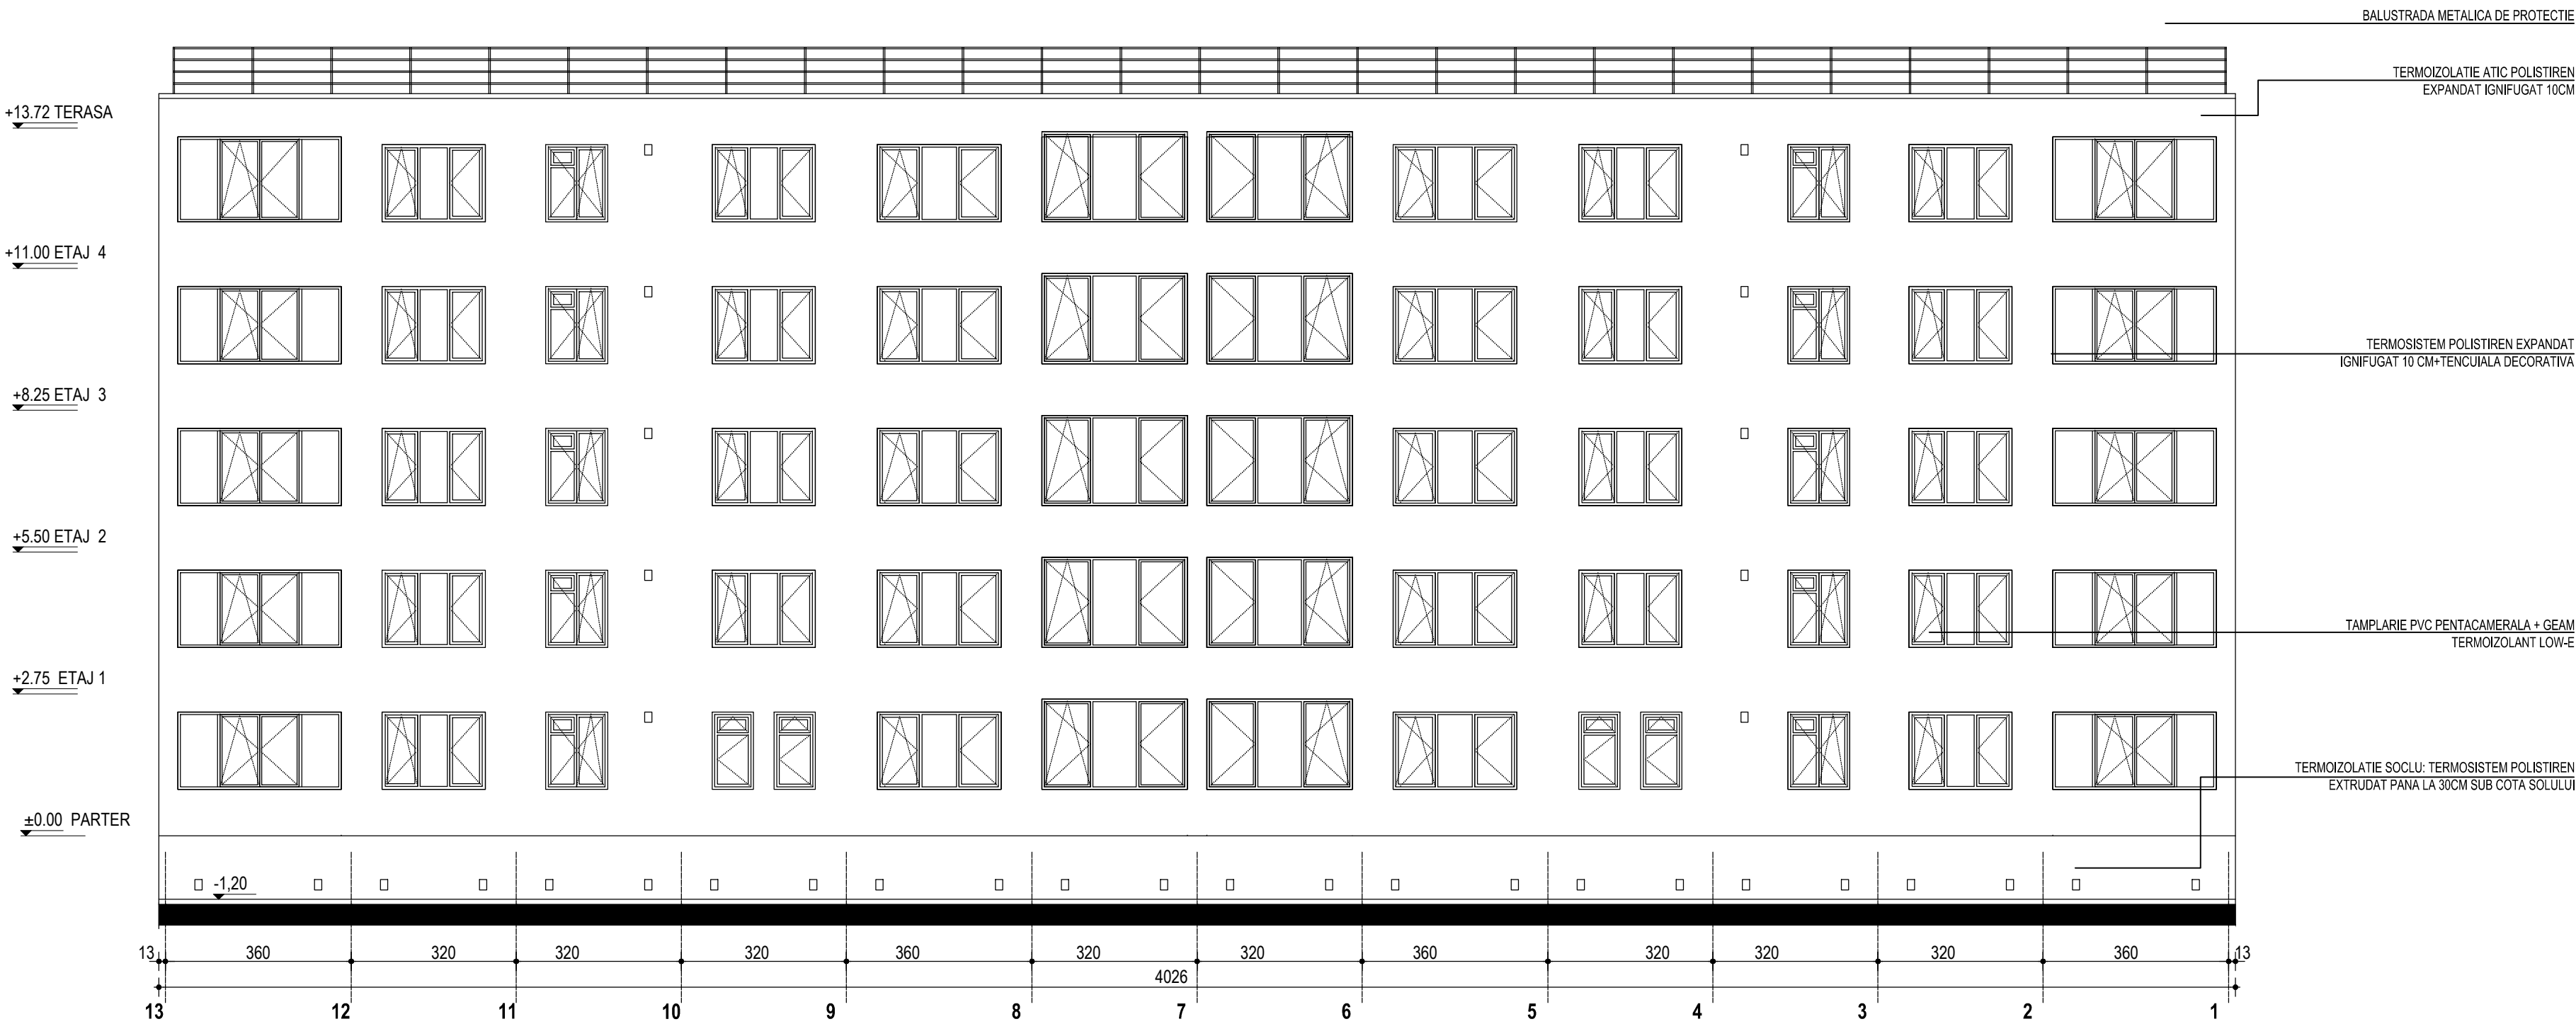 BALUSTRADA METALICA DE PROTECTIE
TERMOIZOLATIE ATIC POLISTIREN
EXPANDAT IGNIFUGAT 10CM
+13.72 TERASA
+11.00 ETAJ 4
TERMOSISTEM POLISTIREN EXPANDAT
IGNIFUGAT 10 CM+TENCUIALA DECORATIVA
+8.25 ETAJ 3
+5.50 ETAJ 2
TAMPLARIE PVC PENTACAMERALA + GEAM
TERMOIZOLANT LOW-E
+2.75 ETAJ 1
TERMOIZOLATIE SOCLU: TERMOSISTEM POLISTIREN
EXTRUDAT PANA LA 30CM SUB COTA SOLULUI
±0.00 PARTER
-1,20
13 360 320 320 320 360 320 320 360 320 320 320 360 13
4026
13 12 11 10 9 8 7 6 5 4 3 2 1